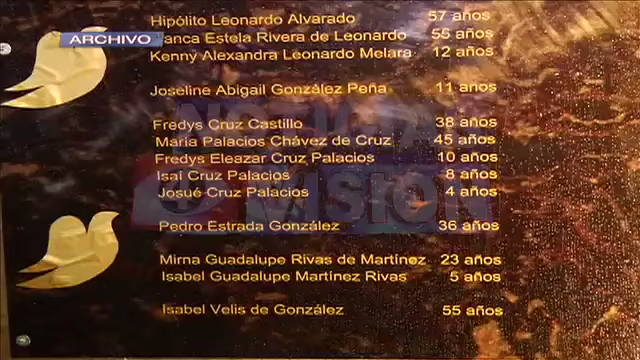 Hipólito Leonardo Alvarado 57 años
ARCHIVO
anca Estela Rivera de Leonardo 55 años
Kenny Alexandra Leonardo Melara 12 años
Joseline Abigail González Peña 11 años
Fredys Cruz Castillo 38 años
Maria Palacios Chávez de Cruz 45 años
Fredys Eleazar Cruz Palacios 10 años
Isaí Cruz Palacios 8 años
Josué Cruz Palacios 4 años
VISION
Pedro Estrada González 36 años
Mirna Guadalupe Rivas de Martínez 23 años
Isabel Guadalupe Martínez Rivas 5 años
Isabel Velis de González 55 años